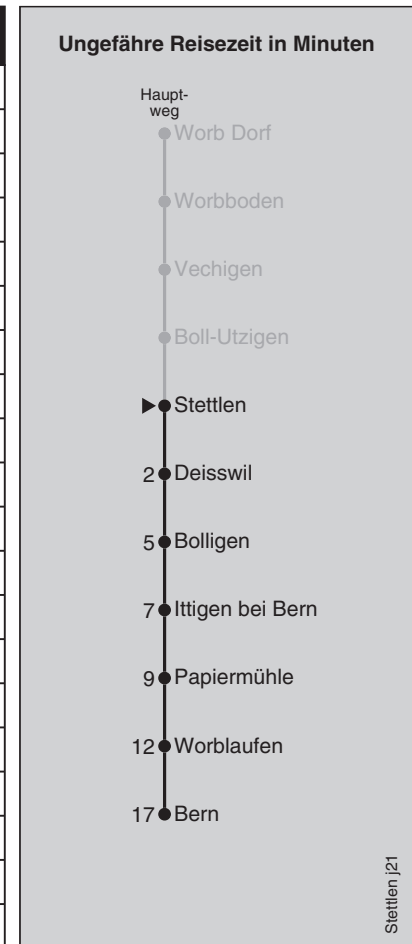 Ungefähre Reisezeit in Minuten
Haupt-
weg
Worb Dorf
Worbboden
Vechigen
Boll-Utzigen
Stettlen
2 Deisswil
5 Bolligen
7 Ittigen bei Bern
9 Papiermühle
12 Worblaufen
17 Bern
Stettlen j21